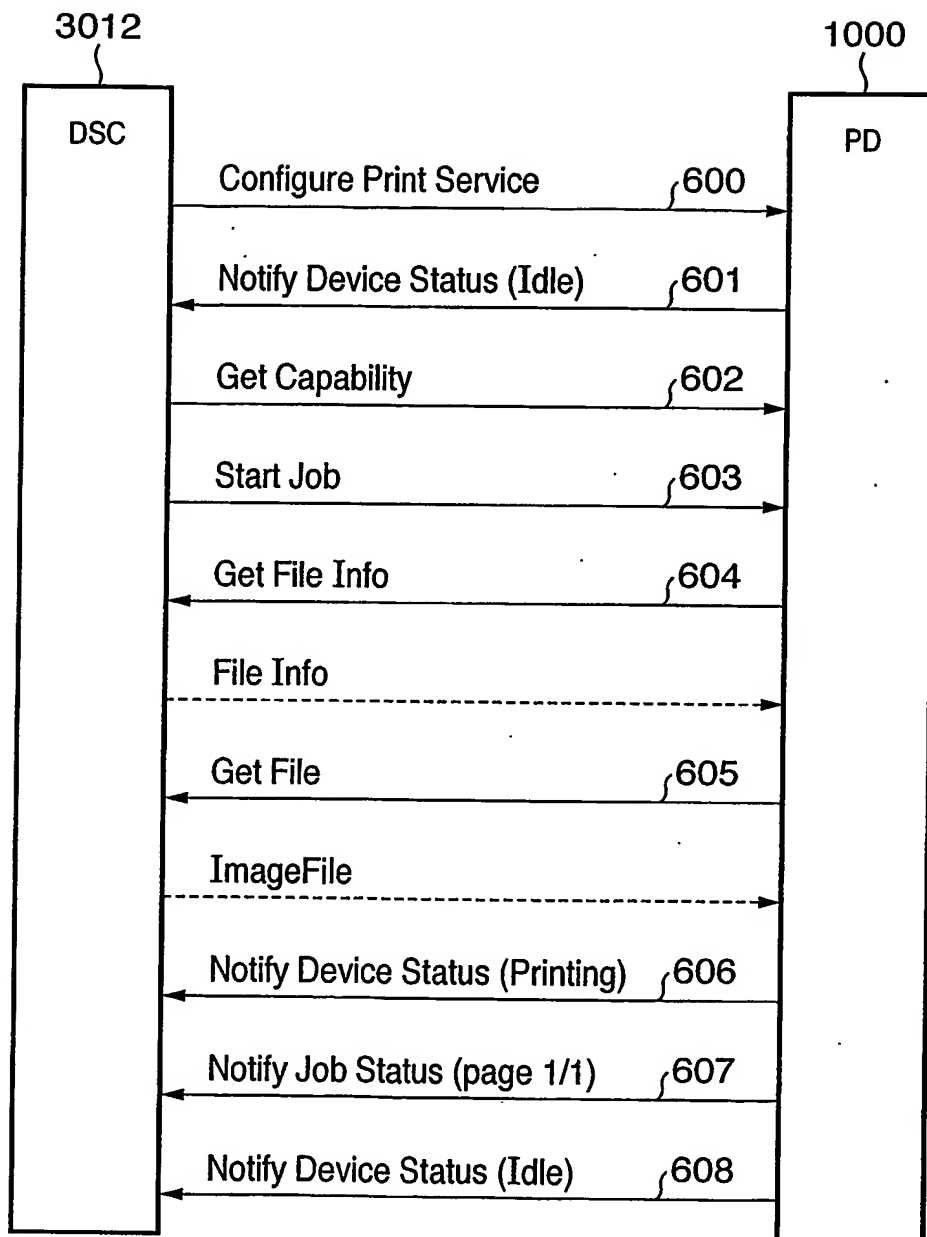 3012
1000
DSC
PD
Configure Print Service 600
Notify Device Status (Idle) 601
Get Capability 602
Start Job 603
Get File Info 604
File Info
Get File 605
ImageFile
Notify Device Status (Printing) 606
Notify Job Status (page 1/1) 607
Notify Device Status (Idle) 608